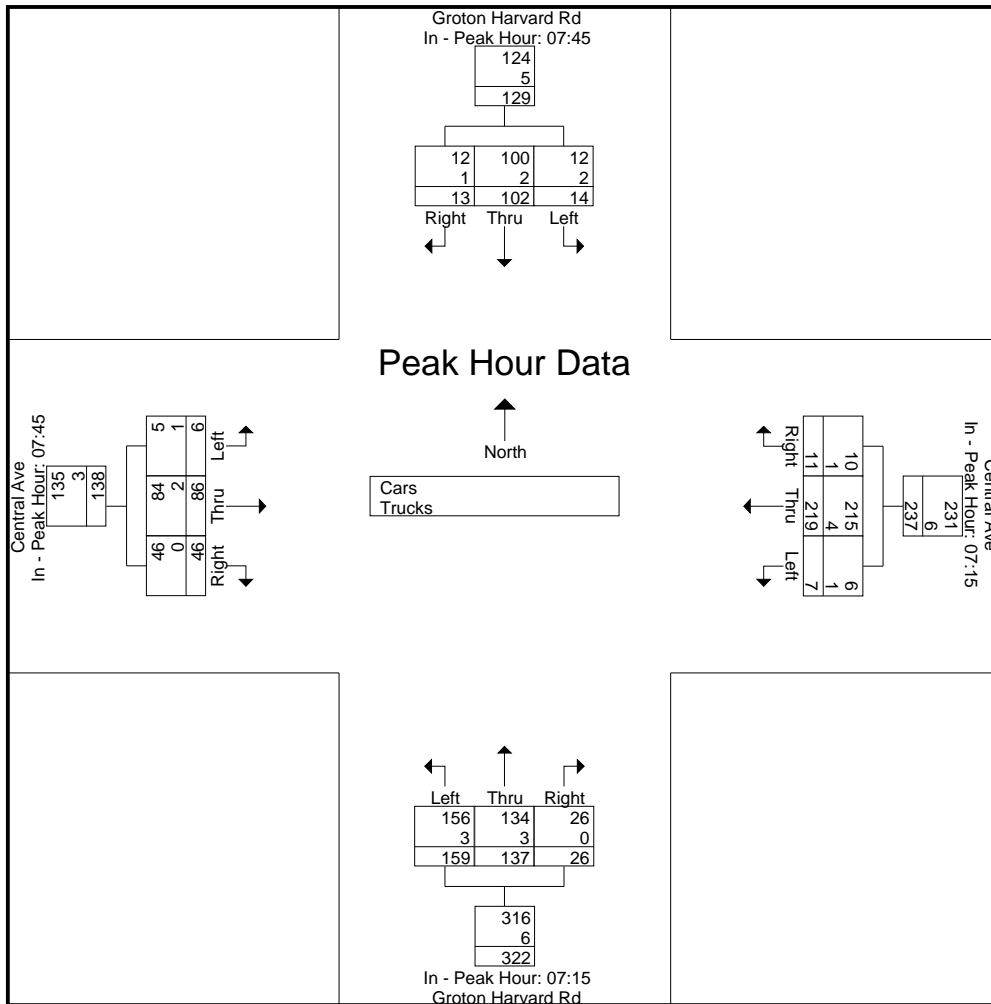 Groton Harvard Rd
In - Peak Hour: 07:45
124
5
129
12 100 12
1 2 2
13 102 14
Right Thru Left
Peak Hour Data
North
Cars
Trucks
Central Ave
In - Peak Hour: 07:45
135
3
138
5 1 6
84 2 86
46 0 46
Left
Thru
Right
Right
Thru
Left
11 1 10
219 4 215
7 1 6
237
6
231
In - Peak Hour: 07:15
Central Ave
Left Thru Right
156 134 26
3 3 0
159 137 26
316
6
322
In - Peak Hour: 07:15
Groton Harvard Rd